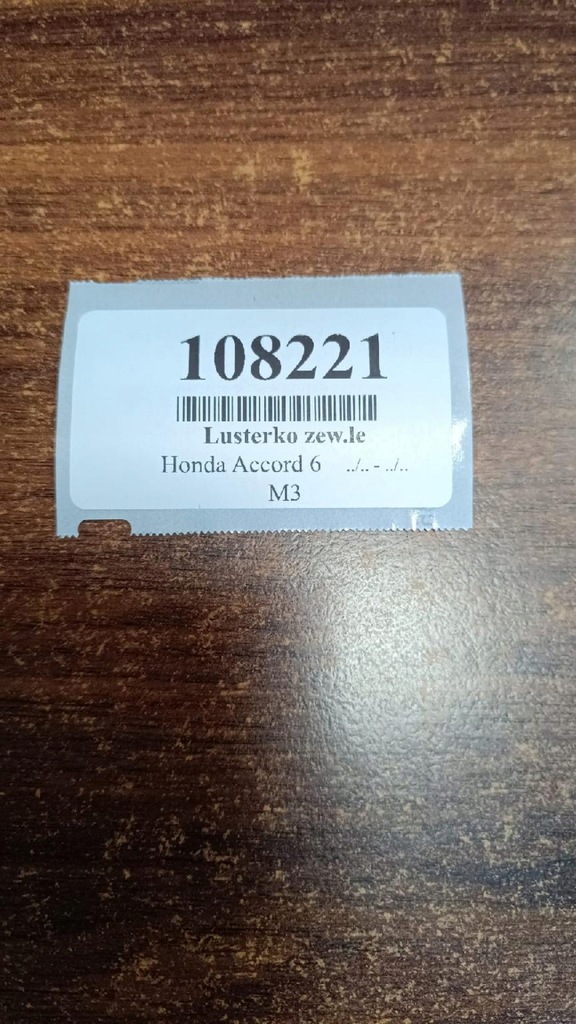 108221
Lusterko zew.le
Honda Accord 6 ../.. - ../..
M3